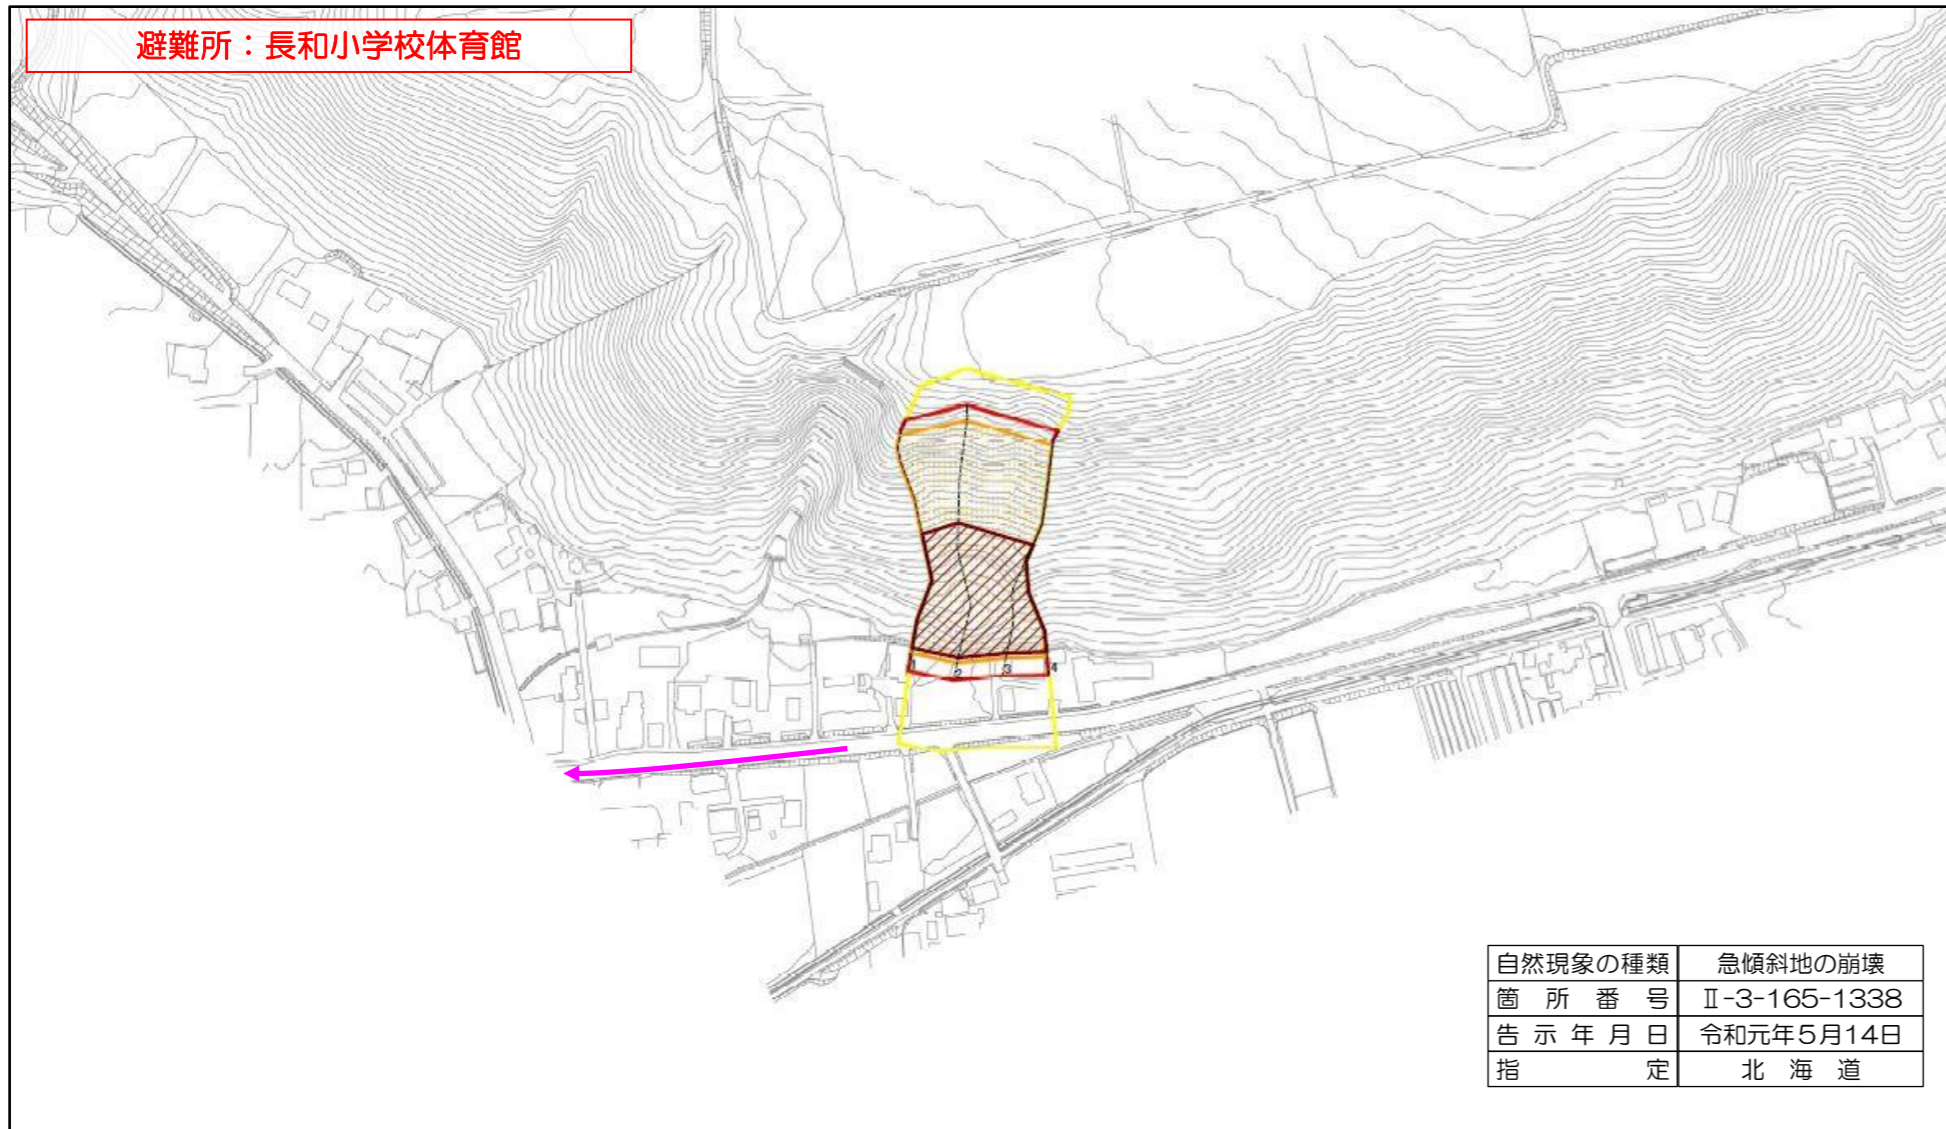 避難所：長和小学校体育館
1 2 3 4
自然現象の種類 急傾斜地の崩壊
箇所番号 Ⅱ-3-165-1338
告示年月日 令和元年5月14日
指定 北海道